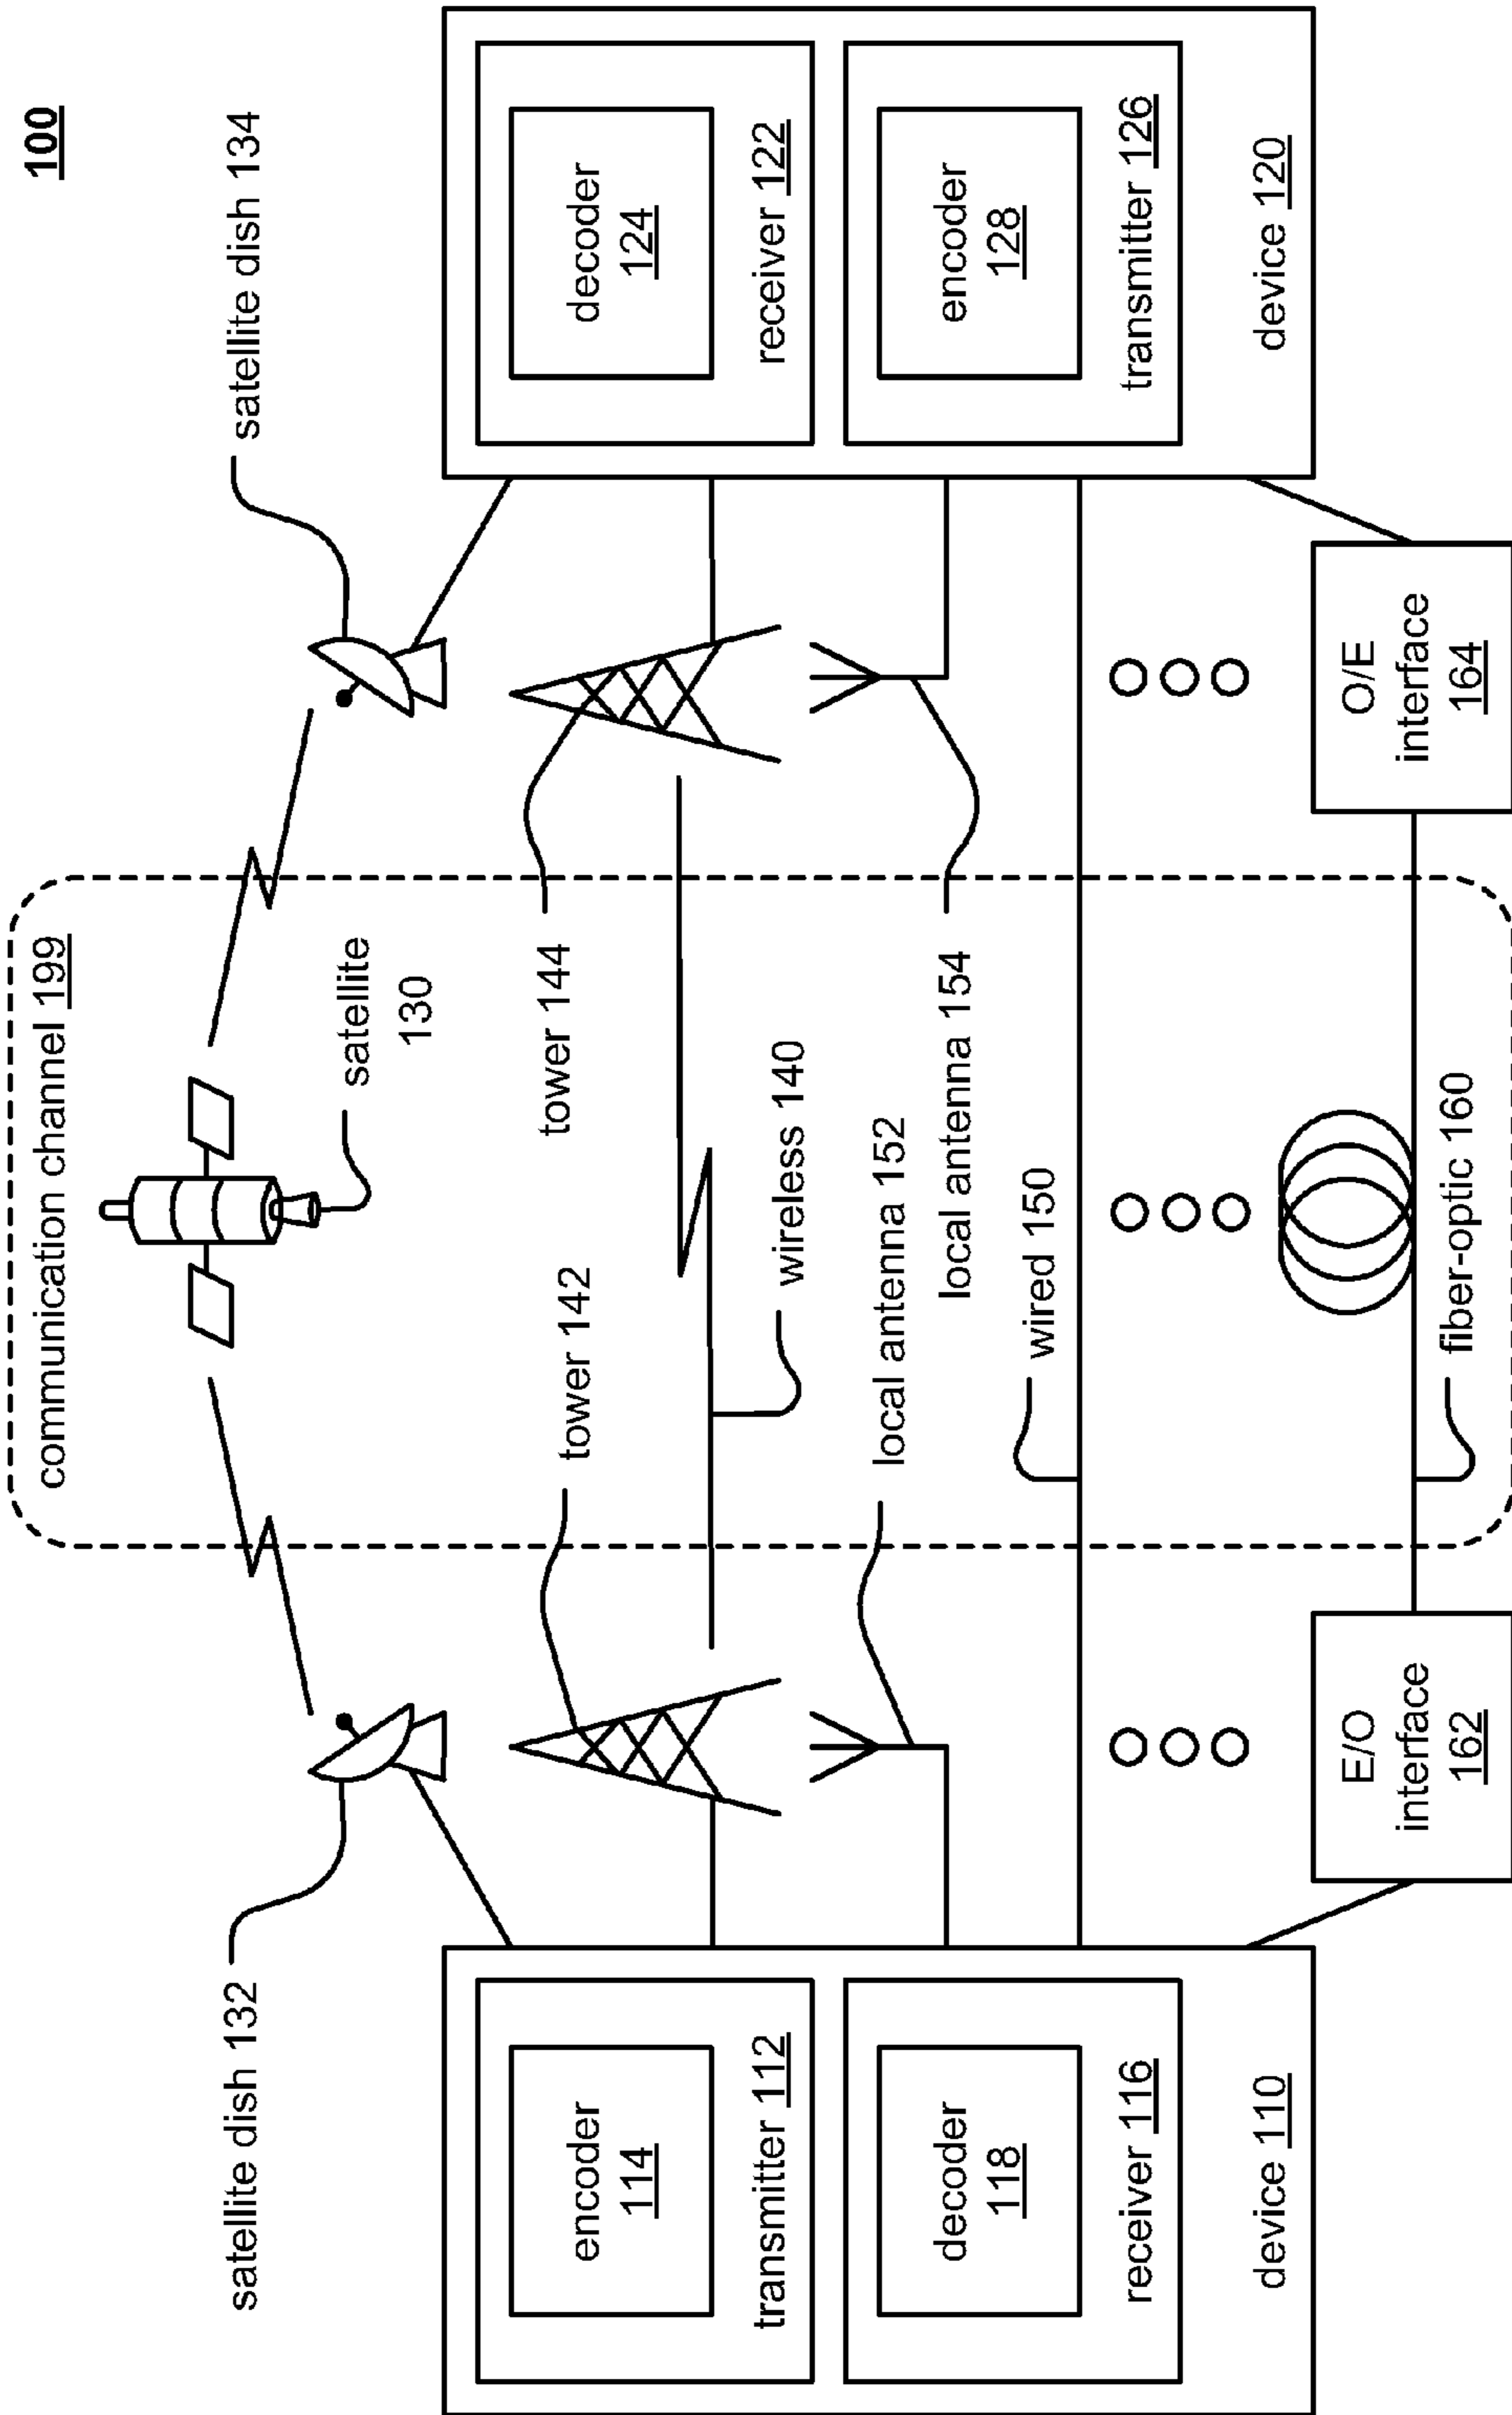 100
communication channel 199
satellite dish 132
satellite dish 134
satellite
130
encoder
114
transmitter 112
decoder
118
receiver 116
device 110
tower 142
tower 144
wireless 140
local antenna 152
local antenna 154
wired 150
decoder
124
receiver 122
encoder
128
transmitter 126
device 120
E/O
interface
162
fiber-optic 160
O/E
interface
164